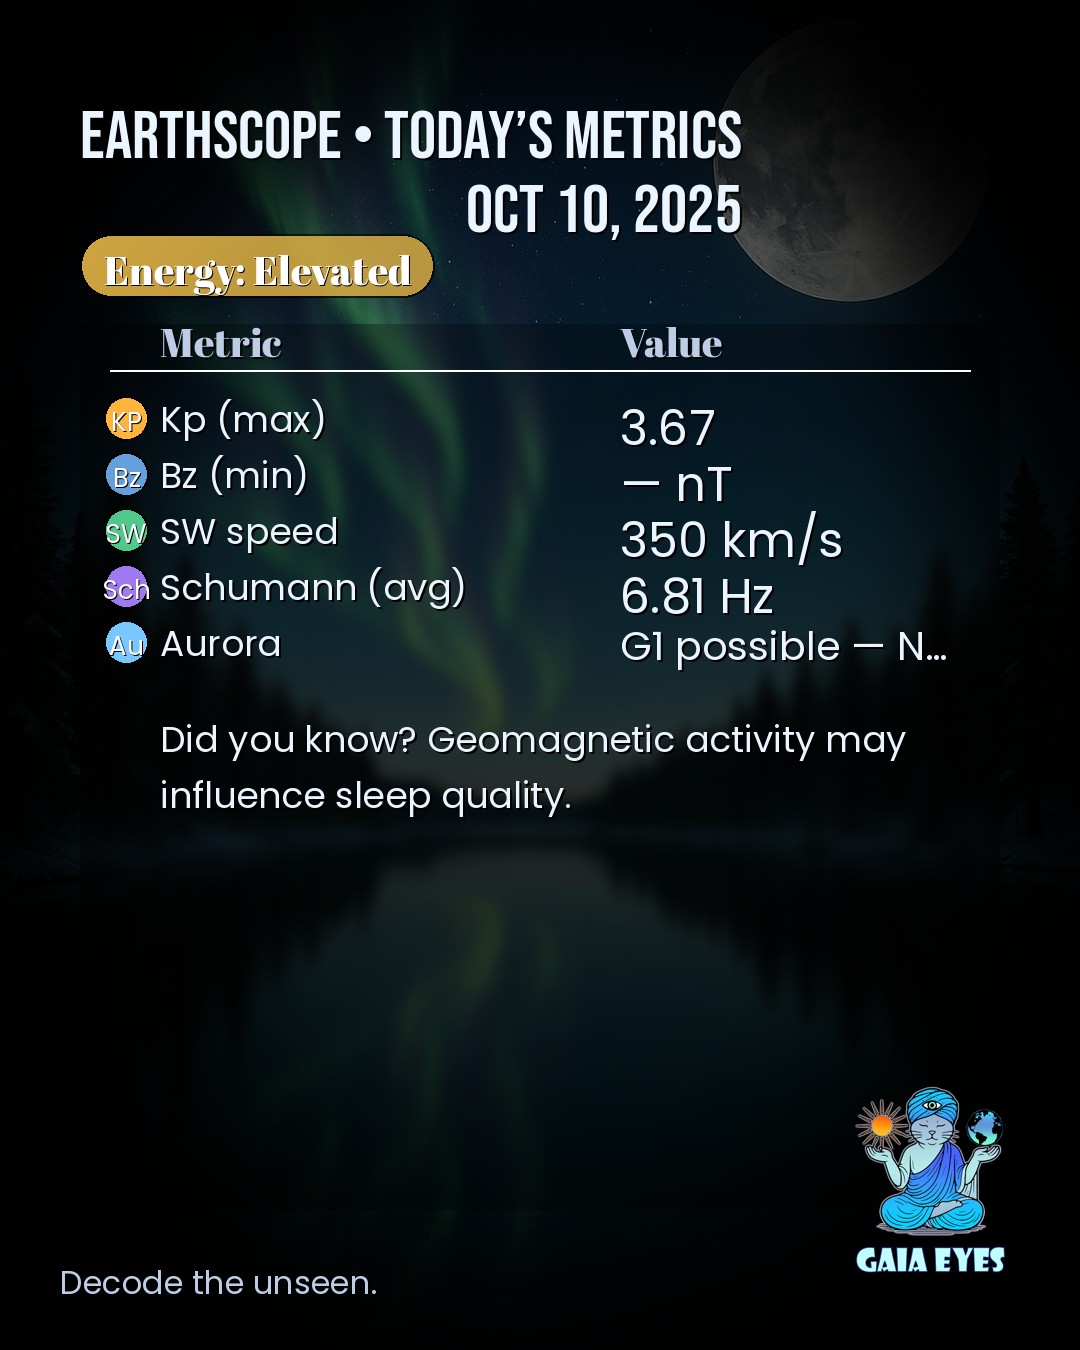 EARTHSCOPE • TODAY’S METRICS
OCT 10, 2025
Energy: Elevated
Metric Value
KP Kp (max) 3.67
Bz Bz (min) — nT
SW SW speed 350 km/s
Sch Schumann (avg) 6.81 Hz
Au Aurora G1 possible — N...
Did you know? Geomagnetic activity may
influence sleep quality.
GAIA EYES
Decode the unseen.